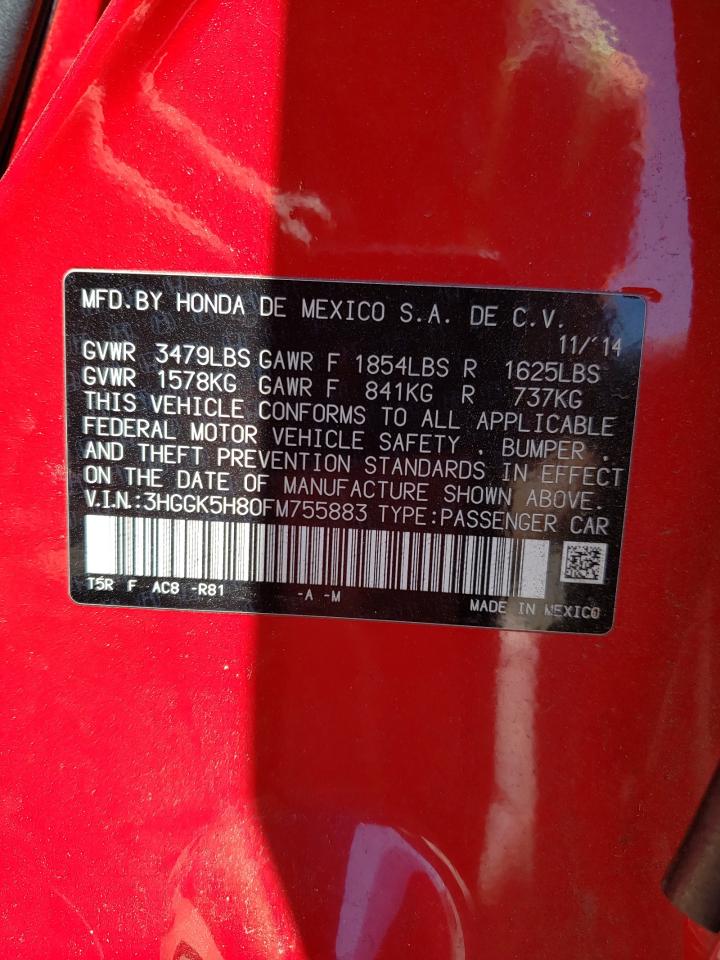 MFD.BY HONDA DE MEXICO S.A. DE C.V.
11/'14
GVWR 3479LBS GAWR F 1854LBS R 1625LBS
GVWR 1578KG GAWR F 841KG R 737KG
THIS VEHICLE CONFORMS TO ALL APPLICABLE
FEDERAL MOTOR VEHICLE SAFETY , BUMPER ,
AND THEFT PREVENTION STANDARDS IN EFFECT
ON THE DATE OF MANUFACTURE SHOWN ABOVE.
V.I.N.:3HGGK5H80FM755883 TYPE:PASSENGER CAR
T5R F AC8 -R81 -A -M
MADE IN MEXICO